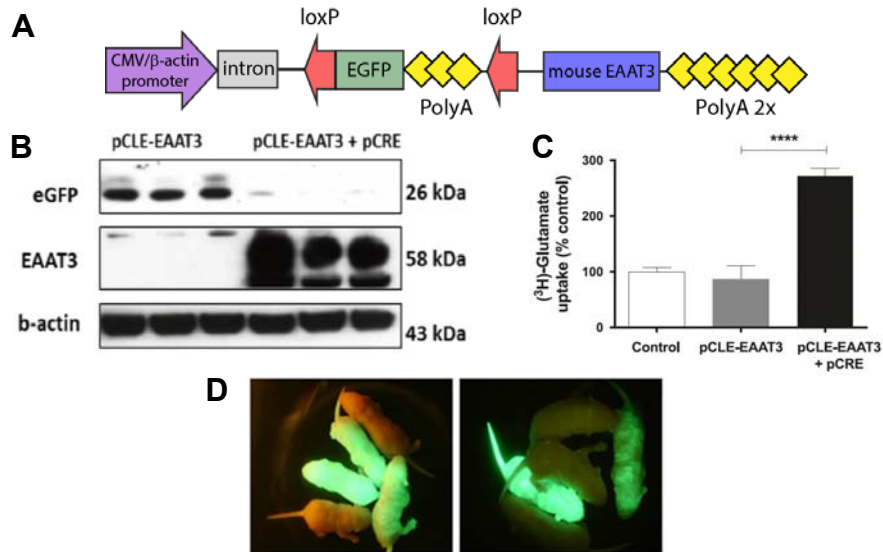 A
CMV/β-actin
promoter
intron
loxP
EGFP
PolyA
loxP
mouse EAAT3
PolyA 2x
B
pCLE-EAAT3
pCLE-EAAT3 + pCRE
eGFP
26 kDa
EAAT3
58 kDa
b-actin
43 kDa
C
(³H)-Glutamate
uptake (% control)
300
200
100
0
****
Control
pCLE-EAAT3
pCLE-EAAT3
+ pCRE
D